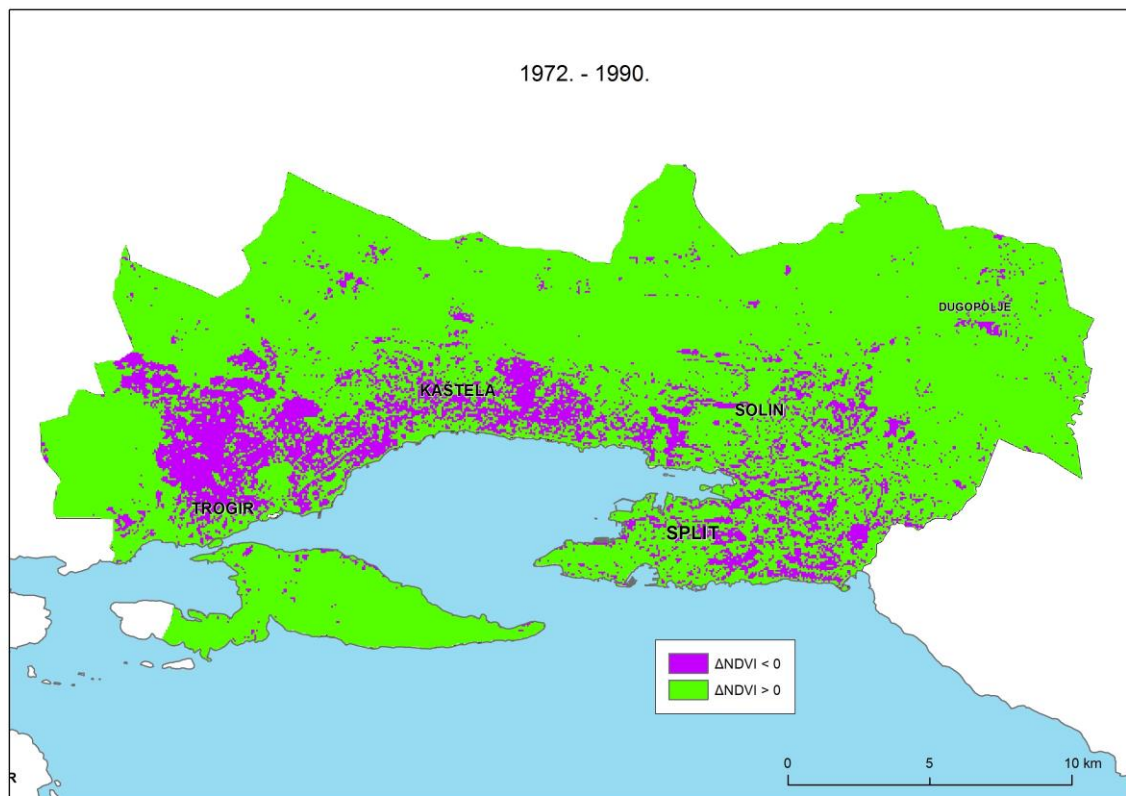 1972. - 1990.
DUGOPOLJE
KAŠTELA
SOLIN
TROGIR
SPLIT
ΔNDVI < 0
ΔNDVI > 0
0 5 10 km
R